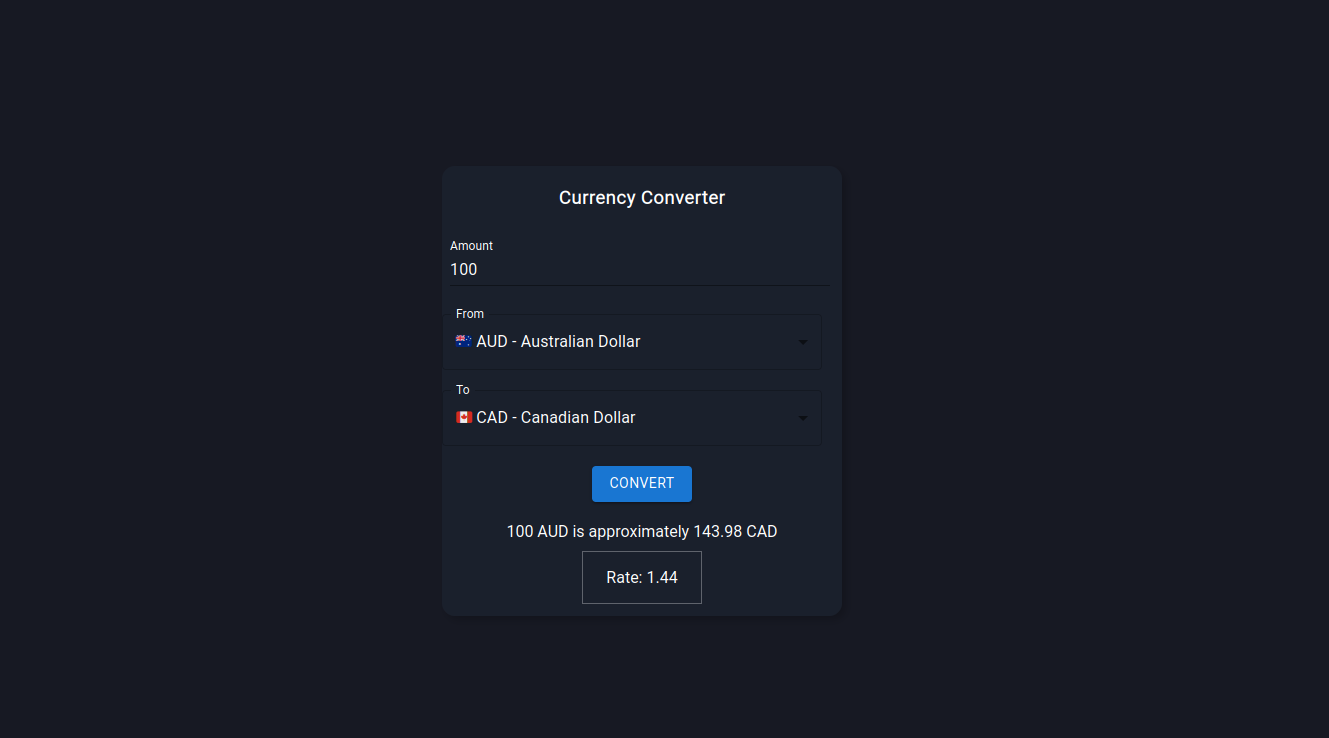 Currency Converter
Amount
100
From
🇦🇺 AUD - Australian Dollar
To
🇨🇦 CAD - Canadian Dollar
CONVERT
100 AUD is approximately 143.98 CAD
Rate: 1.44